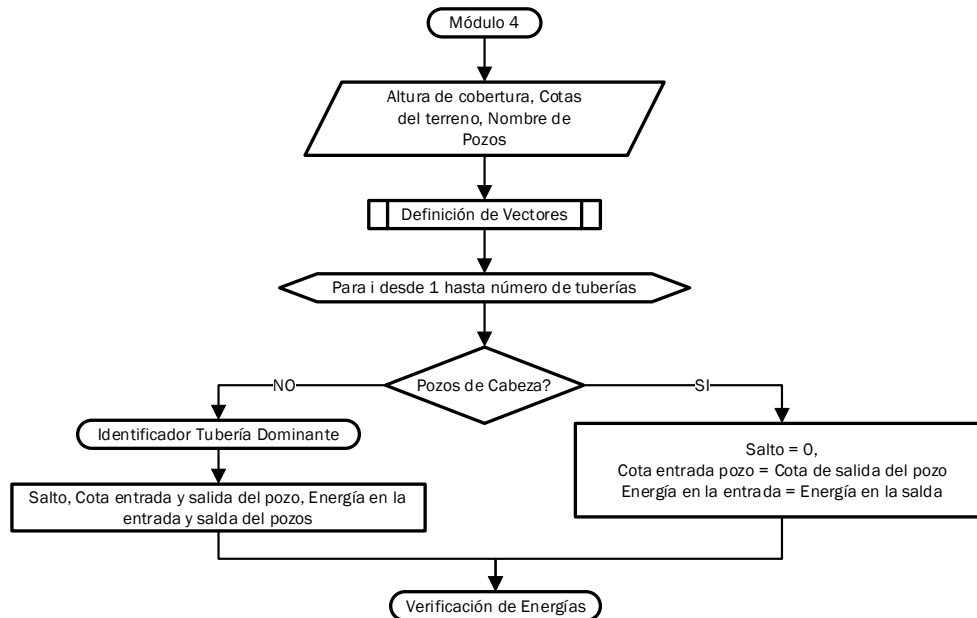 Módulo 4
Altura de cobertura, Cotas
del terreno, Nombre de
Pozos
Definición de Vectores
Para i desde 1 hasta número de tuberías
Pozos de Cabeza?
NO
SI
Identificador Tubería Dominante
Salto = 0,
Cota entrada pozo = Cota de salida del pozo
Energía en la entrada = Energía en la salda
Salto, Cota entrada y salida del pozo, Energía en la
entrada y salda del pozos
Verificación de Energías